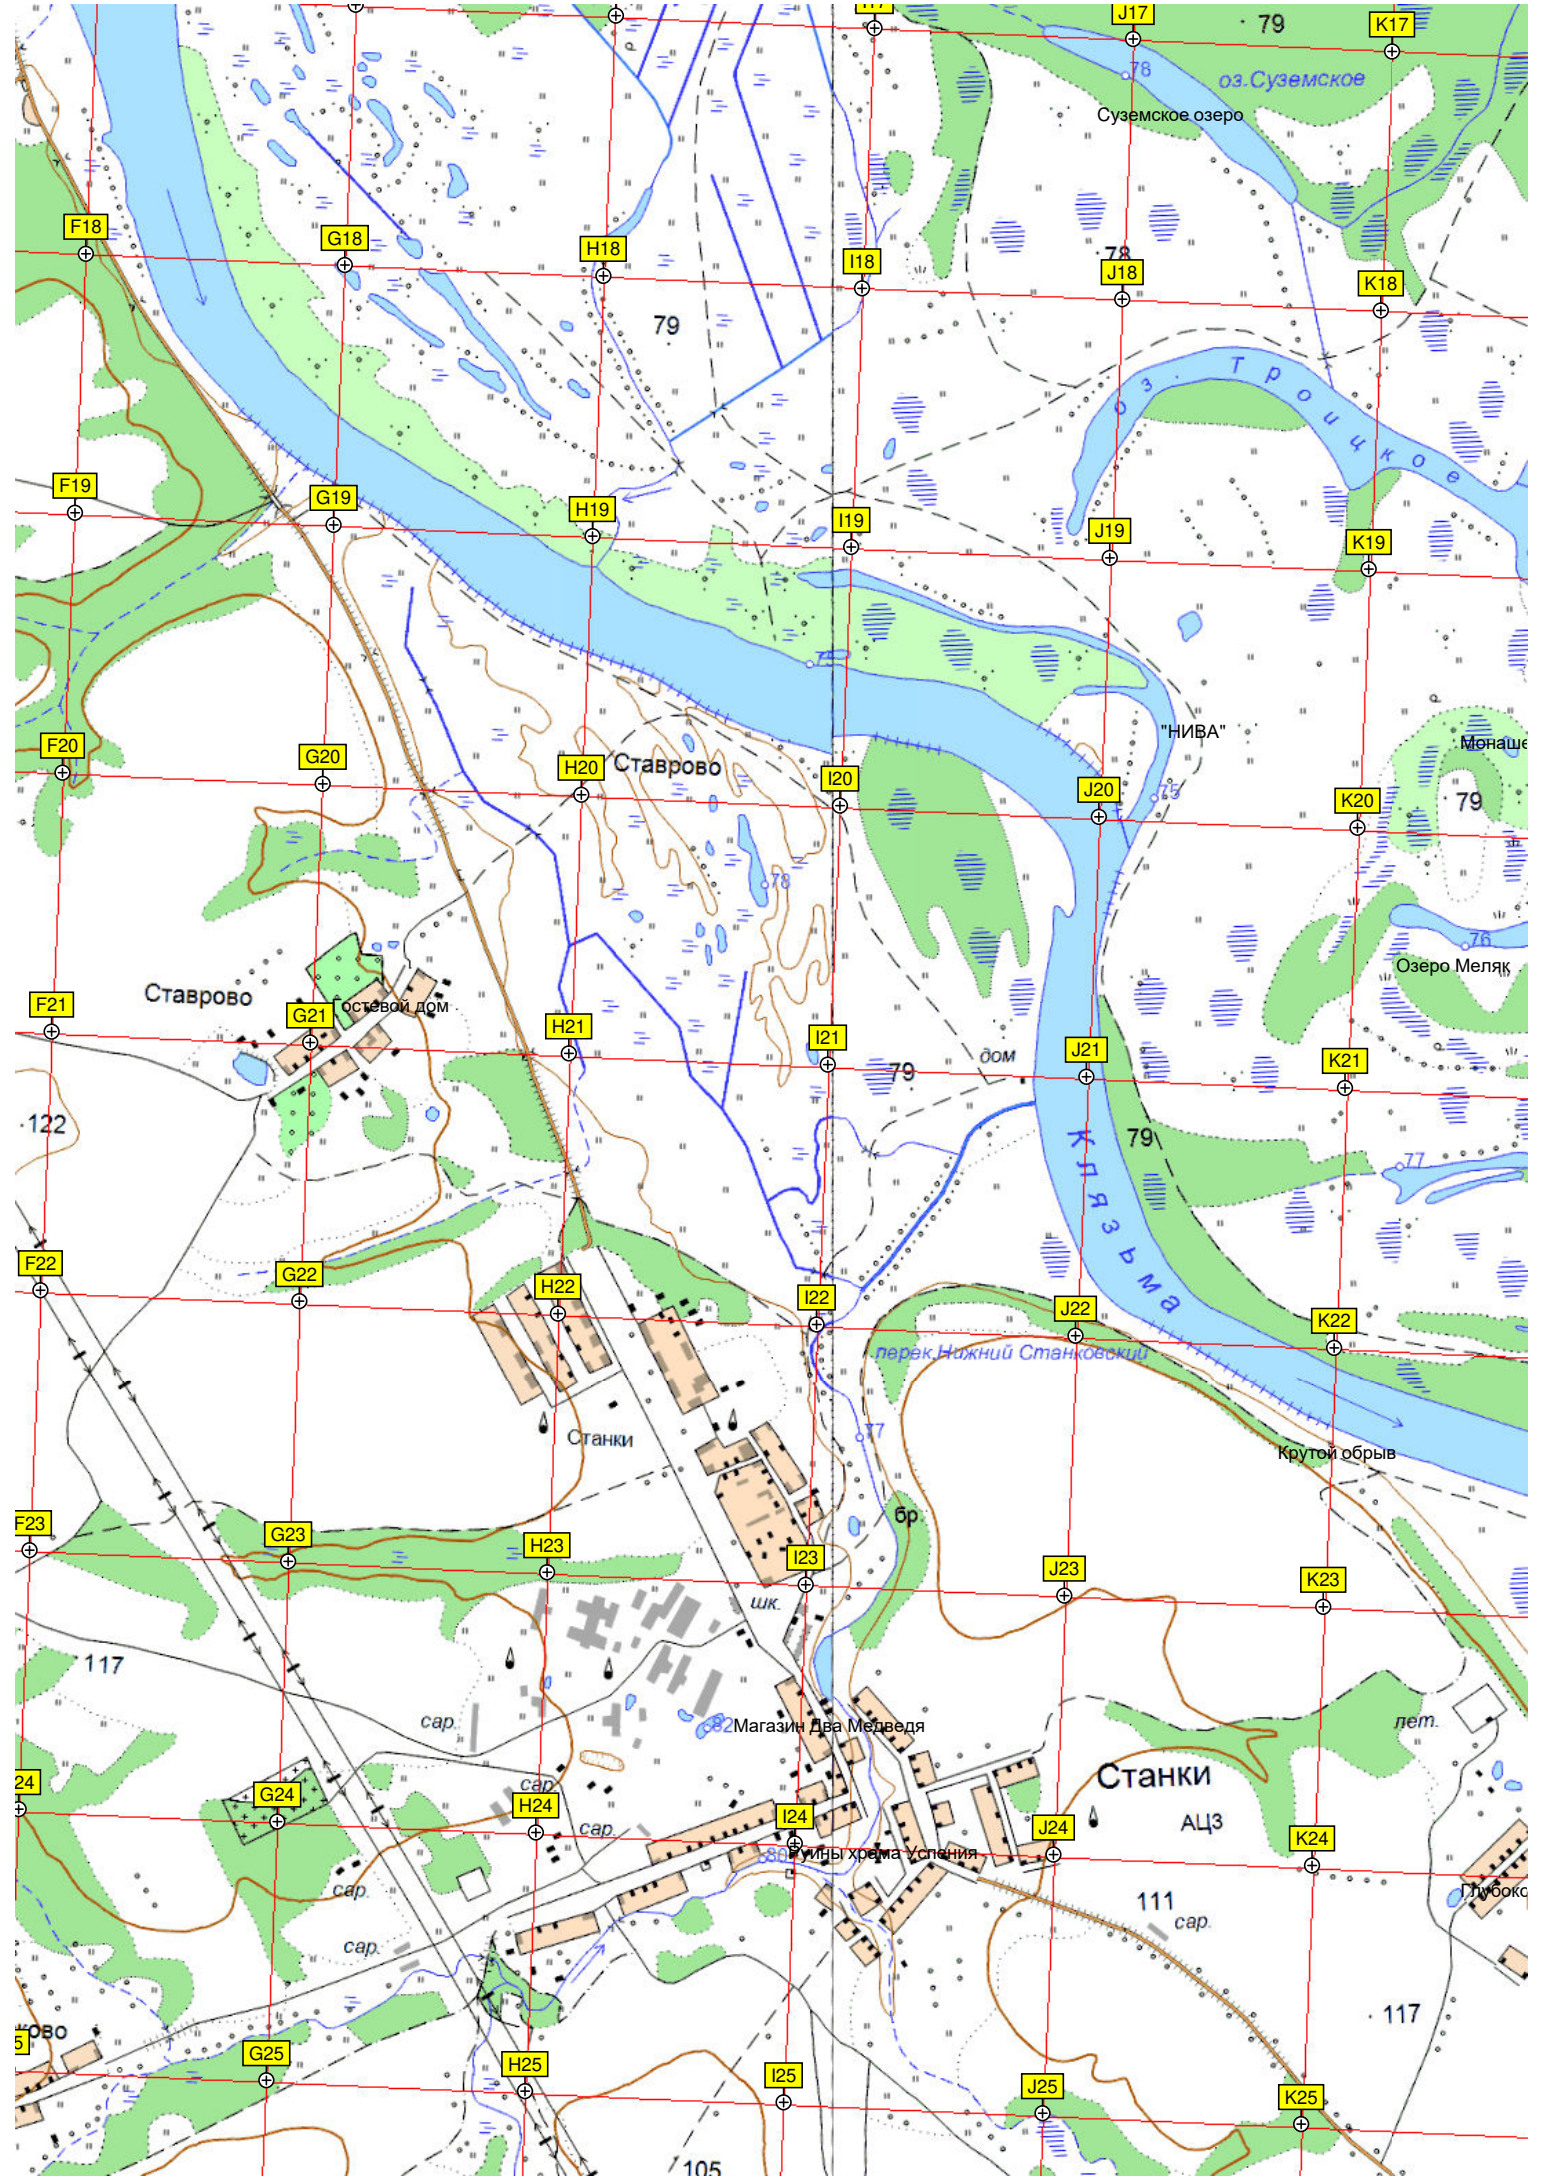 J17
K17
79
78
оз.Суземское
Суземское озеро
F18
G18
H18
I18
78
J18
K18
79
оз. Троицкое
F19
G19
H19
I19
J19
K19
"НИВА"
F20
G20
H20
Ставрово
I20
J20
75
K20
79
78
76
Озеро Меляк
Ставрово
Гостевой дом
F21
G21
H21
I21
79
дом
J21
K21
122
79
77
Клязьма
F22
G22
H22
I22
J22
K22
перек.Нижний Станковский
77
Станки
Крутой обрыв
F23
G23
H23
бр.
I23
J23
K23
шк.
117
сар.
82
Магазин Два Медведя
лет.
24
G24
сар.
H24
сар.
I24
Станки
АЦЗ
J24
K24
80
Руины храма Успения
сар.
111
сар.
сар.
117
ково
5
G25
H25
I25
J25
K25
105